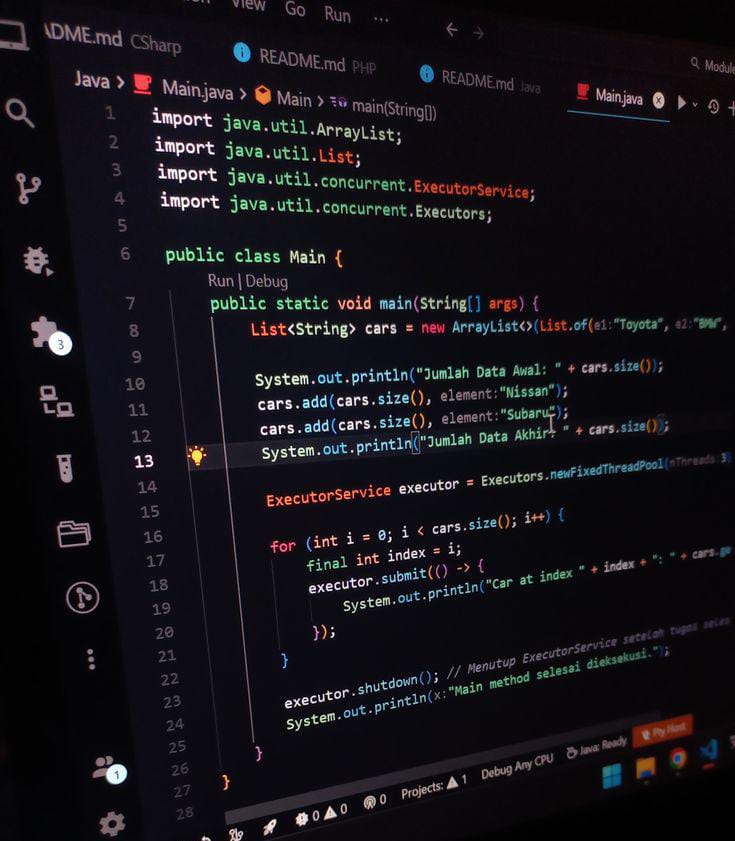 View Go Run ...
ADME.md CSharp README.md PHP README.md Java Main.java
Module
Java > Main.java > Main > main(String[])
1 import java.util.ArrayList;
2 import java.util.List;
3 import java.util.concurrent.ExecutorService;
4 import java.util.concurrent.Executors;
5
6 public class Main {
Run | Debug
7 public static void main(String[] args) {
8 List<String> cars = new ArrayList<>(List.of(e1:"Toyota", e2:"BMW",
9
10 System.out.println("Jumlah Data Awal: " + cars.size());
11 cars.add(cars.size(), element:"Nissan");
12 cars.add(cars.size(), element:"Subaru");
13 System.out.println("Jumlah Data Akhir: " + cars.size());
14
15 ExecutorService executor = Executors.newFixedThreadPool(nThreads:3)
16
17 for (int i = 0; i < cars.size(); i++) {
18 final int index = i;
19 executor.submit(() -> {
20 System.out.println("Car at index " + index + ": " + cars.ge
21 });
22 }
23
24 executor.shutdown(); // Menutup ExecutorService setelah tugas seles
25 System.out.println(x:"Main method selesai dieksekusi.");
26 }
27 }
28
3
1
0 0 0 Projects: 1 Debug Any CPU Java: Ready Pty Host